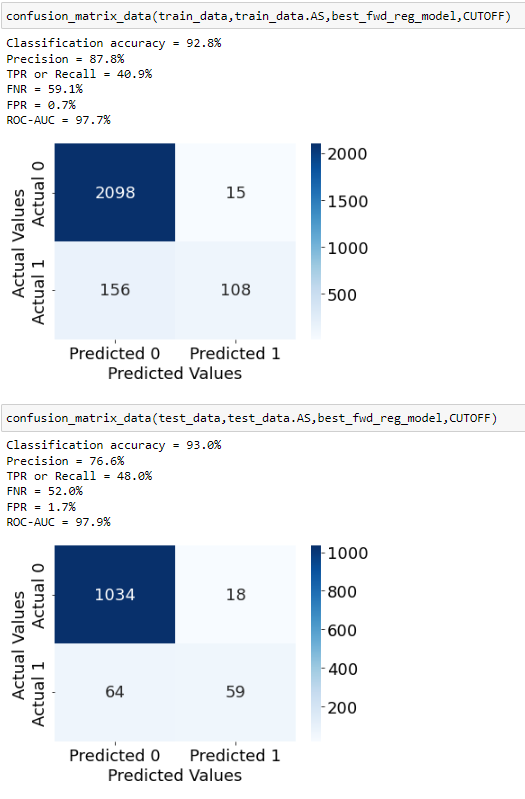 confusion_matrix_data(train_data,train_data.AS,best_fwd_reg_model,CUTOFF)
Classification accuracy = 92.8%
Precision = 87.8%
TPR or Recall = 40.9%
FNR = 59.1%
FPR = 0.7%
ROC-AUC = 97.7%
Actual Values
Actual 0
2098 15
Actual 1
156 108
Predicted 0 Predicted 1
Predicted Values
2000
1500
1000
500
confusion_matrix_data(test_data,test_data.AS,best_fwd_reg_model,CUTOFF)
Classification accuracy = 93.0%
Precision = 76.6%
TPR or Recall = 48.0%
FNR = 52.0%
FPR = 1.7%
ROC-AUC = 97.9%
Actual Values
Actual 0
1034 18
Actual 1
64 59
Predicted 0 Predicted 1
Predicted Values
1000
800
600
400
200